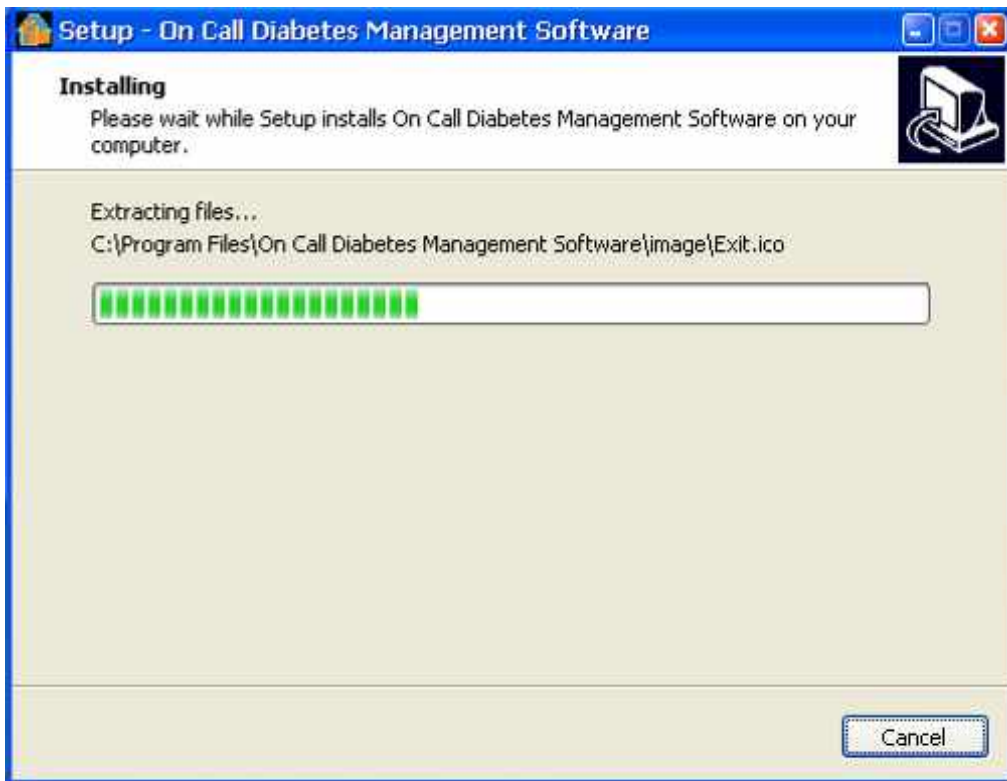 Setup - On Call Diabetes Management Software
Installing
Please wait while Setup installs On Call Diabetes Management Software on your
computer.
Extracting files...
C:\Program Files\On Call Diabetes Management Software\image\Exit.ico
Cancel